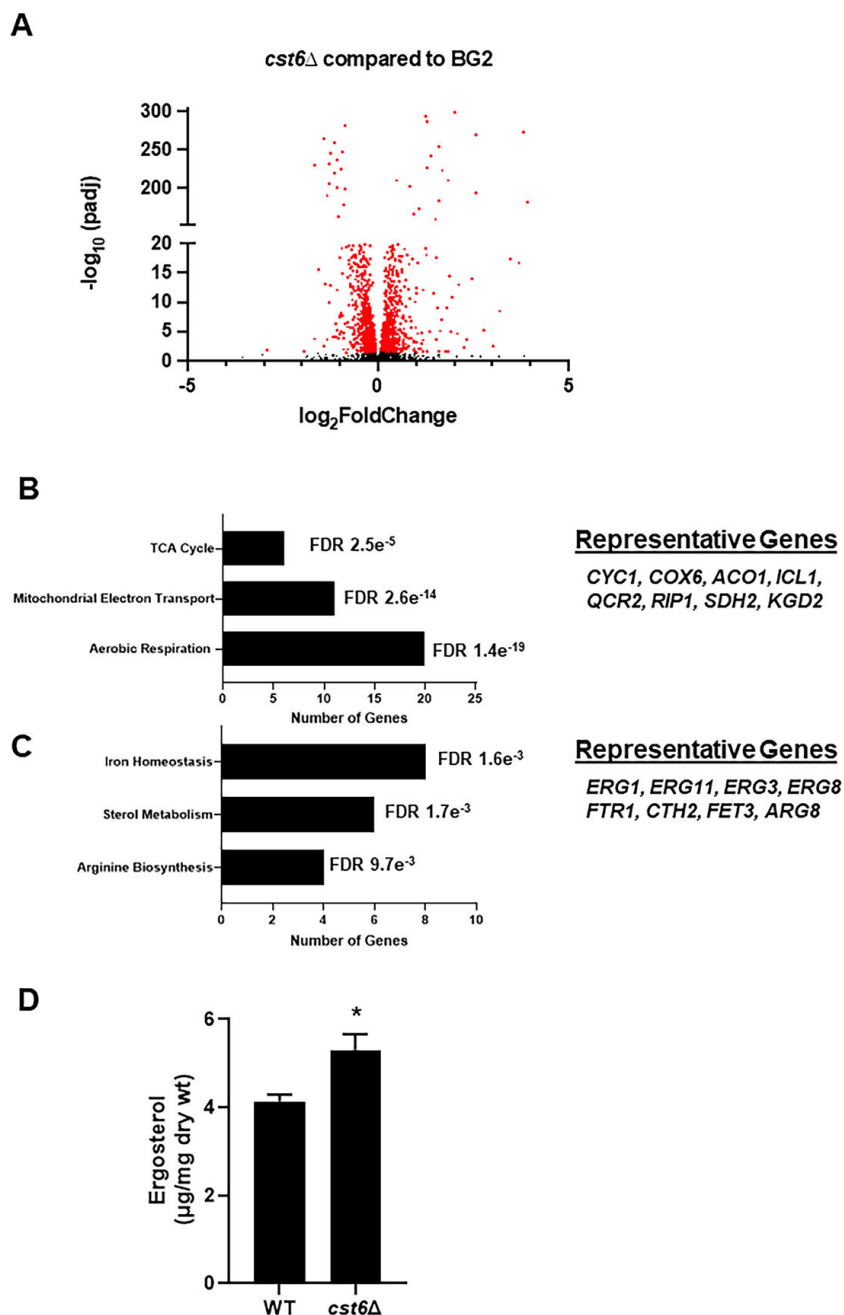 A
cst6Δ compared to BG2
300
250
200
20
15
10
5
0
-log10 (padj)
-5
0
5
log2FoldChange
B
TCA Cycle
FDR 2.5e-5
Mitochondrial Electron Transport
FDR 2.6e-14
Aerobic Respiration
FDR 1.4e-19
0 5 10 15 20 25
Number of Genes
Representative Genes
CYC1, COX6, ACO1, ICL1,
QCR2, RIP1, SDH2, KGD2
C
Iron Homeostasis
FDR 1.6e-3
Sterol Metabolism
FDR 1.7e-3
Arginine Biosynthesis
FDR 9.7e-3
0 2 4 6 8 10
Number of Genes
Representative Genes
ERG1, ERG11, ERG3, ERG8
FTR1, CTH2, FET3, ARG8
D
*
6
4
2
0
Ergosterol
(µg/mg dry wt)
WT cst6Δ